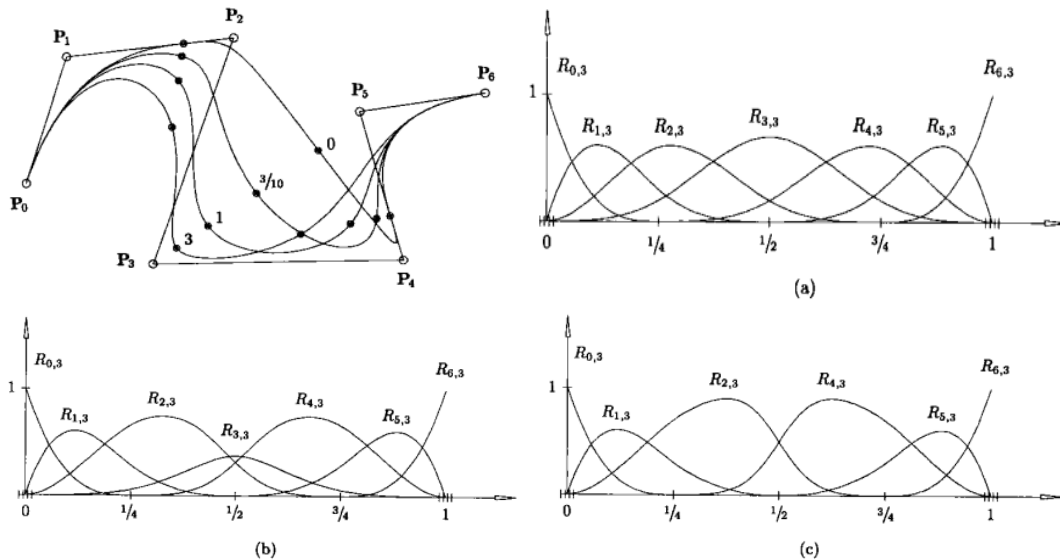 P₁
P₂
P₅
P₆
0
3/10
P₀
1
3
P₃
P₄
R₀,₃
R₆,₃
1
R₁,₃
R₂,₃
R₃,₃
R₄,₃
R₅,₃
0
1/4
1/2
3/4
1
(a)
R₀,₃
R₆,₃
1
R₁,₃
R₂,₃
R₃,₃
R₄,₃
R₅,₃
0
1/4
1/2
3/4
1
(b)
R₀,₃
R₆,₃
1
R₁,₃
R₂,₃
R₄,₃
R₅,₃
0
1/4
1/2
3/4
1
(c)